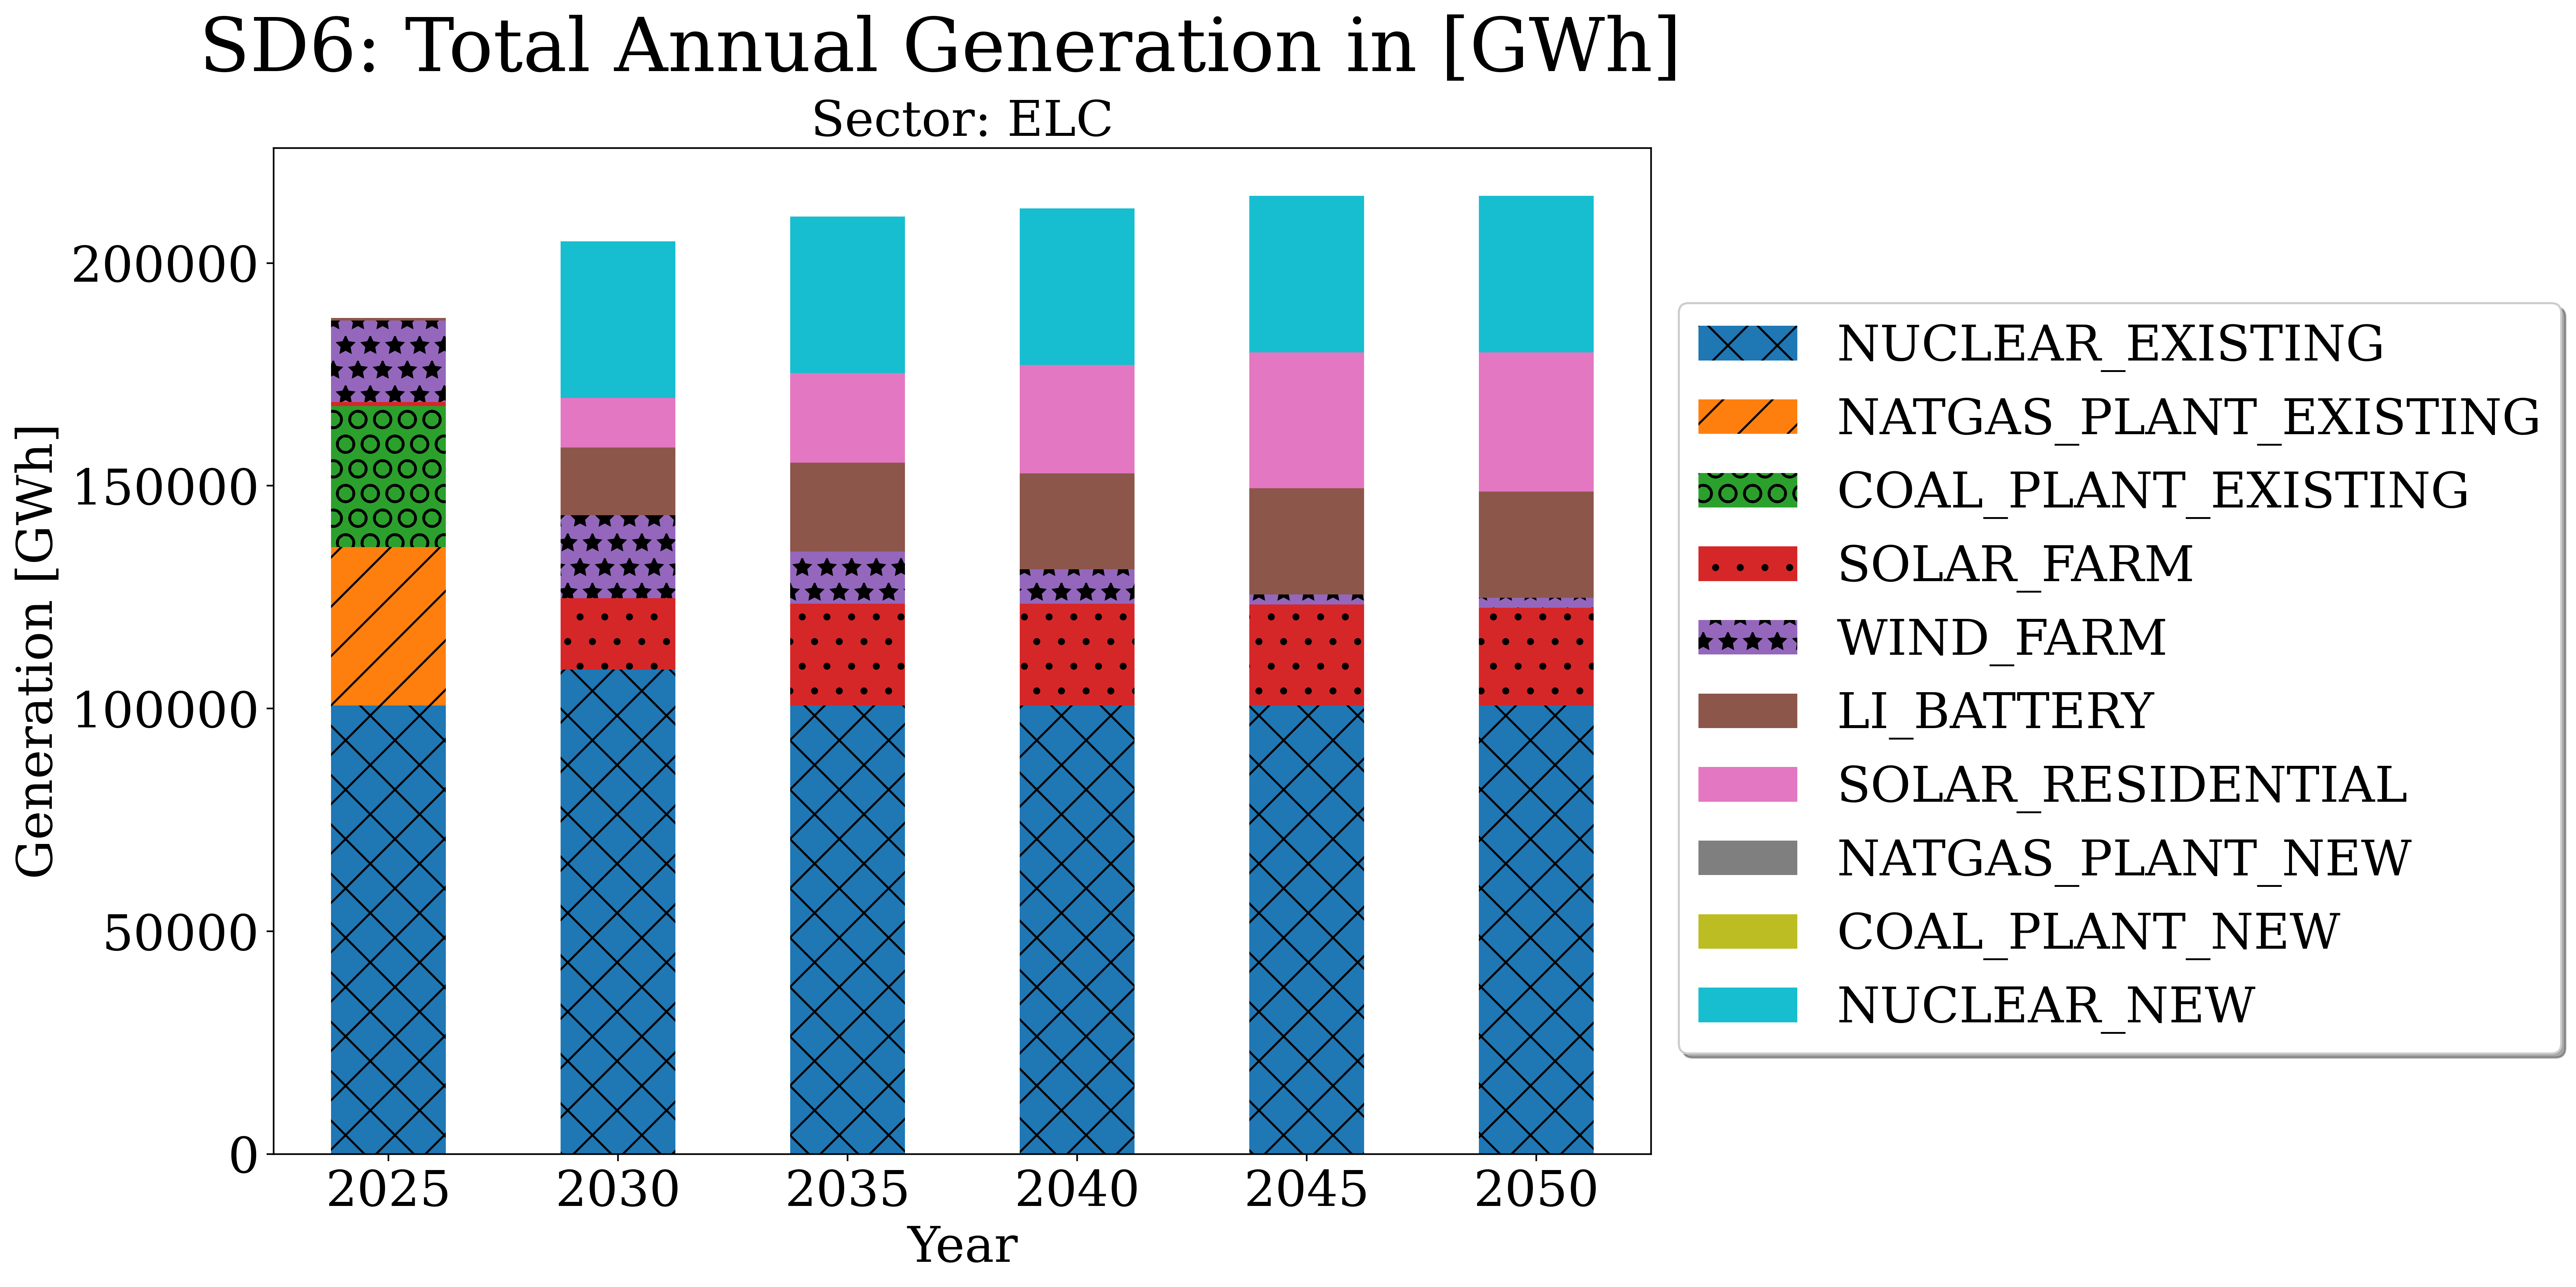 SD6: Total Annual Generation in [GWh]
Sector: ELC
Generation [GWh]
200000
150000
100000
50000
0
2025 2030 2035 2040 2045 2050
Year
NUCLEAR_EXISTING
NATGAS_PLANT_EXISTING
COAL_PLANT_EXISTING
SOLAR_FARM
WIND_FARM
LI_BATTERY
SOLAR_RESIDENTIAL
NATGAS_PLANT_NEW
COAL_PLANT_NEW
NUCLEAR_NEW